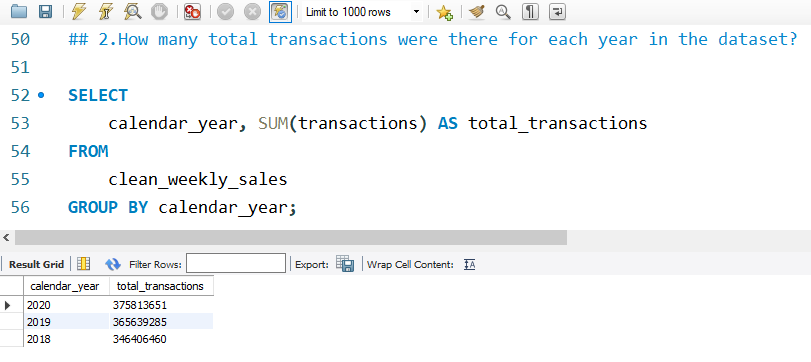 Limit to 1000 rows
50 ## 2.How many total transactions were there for each year in the dataset?
51
52 SELECT
53 calendar_year, SUM(transactions) AS total_transactions
54 FROM
55 clean_weekly_sales
56 GROUP BY calendar_year;
Result Grid Filter Rows: Export: Wrap Cell Content:
calendar_year total_transactions
2020 375813651
2019 365639285
2018 346406460